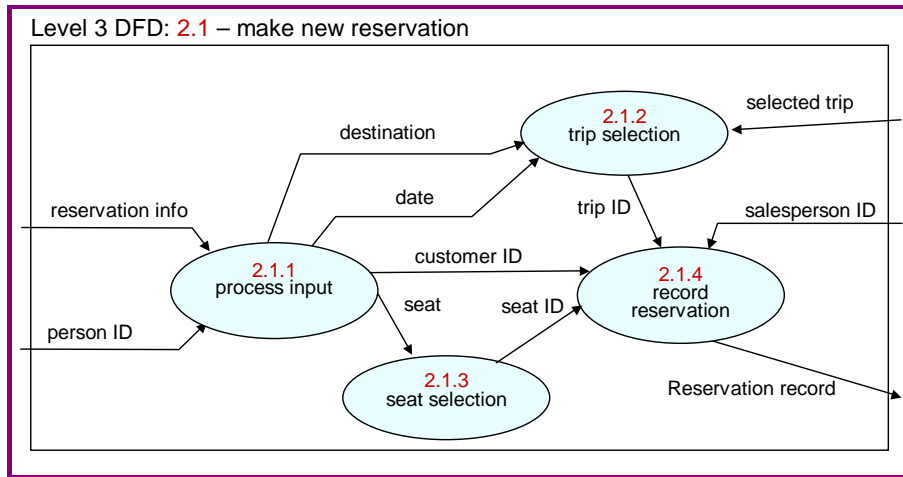 Level 3 DFD: 2.1 – make new reservation
selected trip
2.1.2
trip selection
destination
date
trip ID
reservation info
salesperson ID
customer ID
2.1.1
process input
2.1.4
record
reservation
seat
seat ID
person ID
2.1.3
seat selection
Reservation record